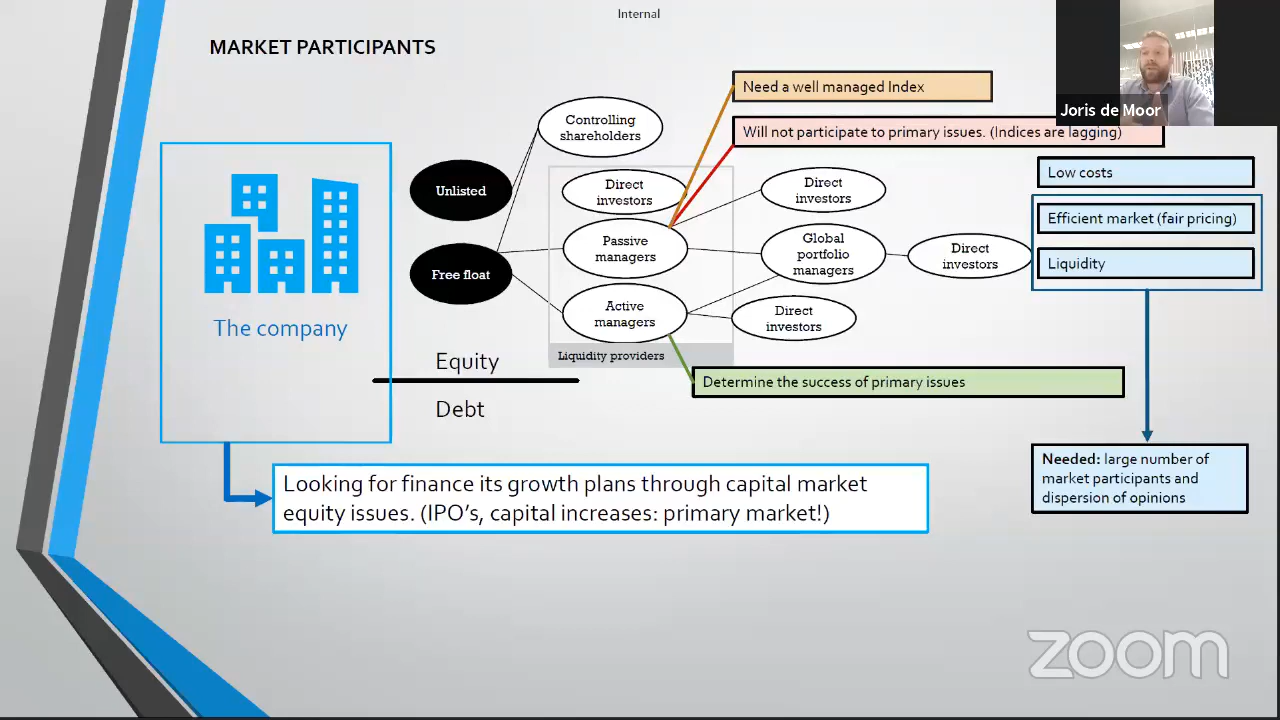 Internal
MARKET PARTICIPANTS
Joris de Moor
Need a well managed Index
Will not participate to primary issues. (Indices are lagging)
Controlling
shareholders
Unlisted
Free float
Direct
investors
Passive
managers
Active
managers
Liquidity providers
Direct
investors
Global
portfolio
managers
Direct
investors
Direct
investors
Low costs
Efficient market (fair pricing)
Liquidity
The company
Equity
Debt
Determine the success of primary issues
Looking for finance its growth plans through capital market
equity issues. (IPO's, capital increases: primary market!)
Needed: large number of
market participants and
dispersion of opinions
zoom